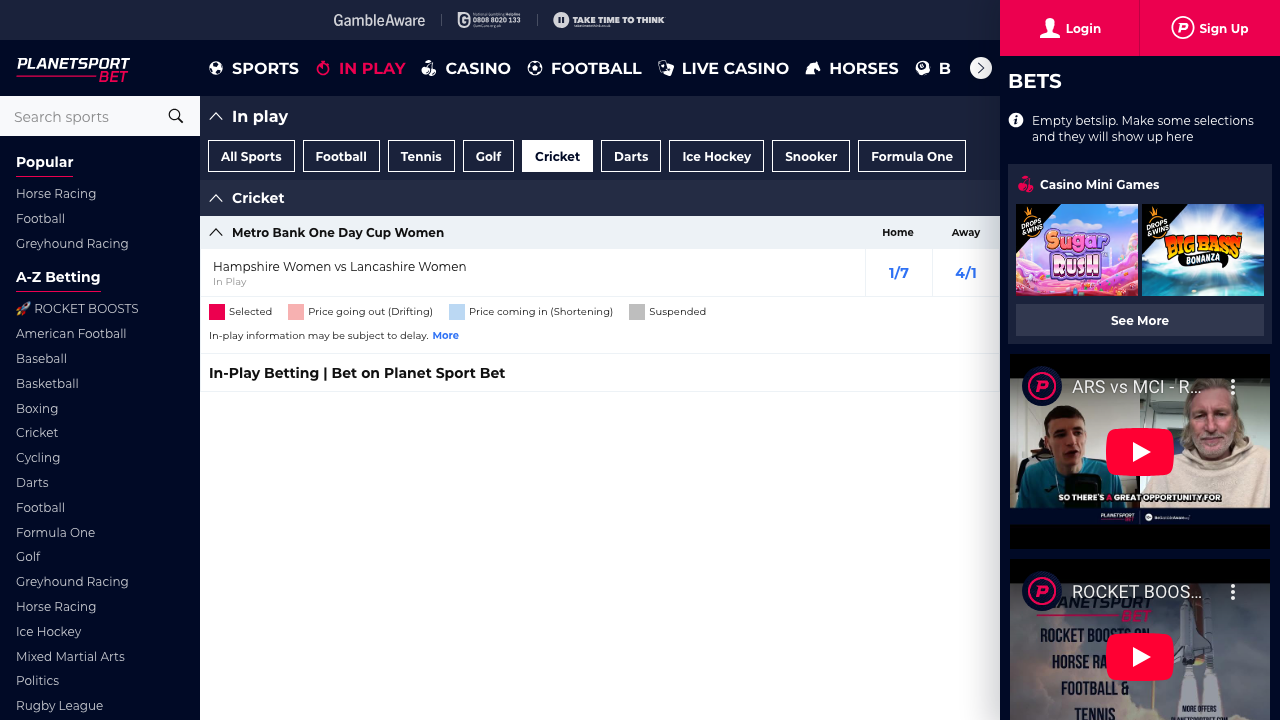 GambleAware
National Gambling Helpline
0808 8020 133
TAKE TIME TO THINK
Login
Sign Up
PLANETSPORT
BET
SPORTS
IN PLAY
CASINO
FOOTBALL
LIVE CASINO
HORSES
B
BETS
Search sports
In play
Empty betslip. Make some selections
and they will show up here
All Sports
Football
Tennis
Golf
Cricket
Darts
Ice Hockey
Snooker
Formula One
Popular
Horse Racing
Football
Greyhound Racing
A-Z Betting
🚀 ROCKET BOOSTS
American Football
Baseball
Basketball
Boxing
Cricket
Cycling
Darts
Football
Formula One
Golf
Greyhound Racing
Horse Racing
Ice Hockey
Mixed Martial Arts
Politics
Rugby League
Cricket
Metro Bank One Day Cup Women
Home
Away
Hampshire Women vs Lancashire Women
In Play
1/7
4/1
Selected
Price going out (Drifting)
Price coming in (Shortening)
Suspended
In-play information may be subject to delay. More
In-Play Betting | Bet on Planet Sport Bet
Casino Mini Games
DROPS
&WINS
SUGAR
RUSH
DROPS
&WINS
BIG BASS
BONANZA
See More
ARS vs MCI - R...
SO THERE'S A GREAT OPPORTUNITY FOR
PLANETSPORT
BET
ROCKET BOOS...
PLANETSPORT
BET
ROCKET BOOSTS ON
HORSE RA
FOOTBALL &
TENNIS
MORE OFFERS
PLANETSPORTBET.COM